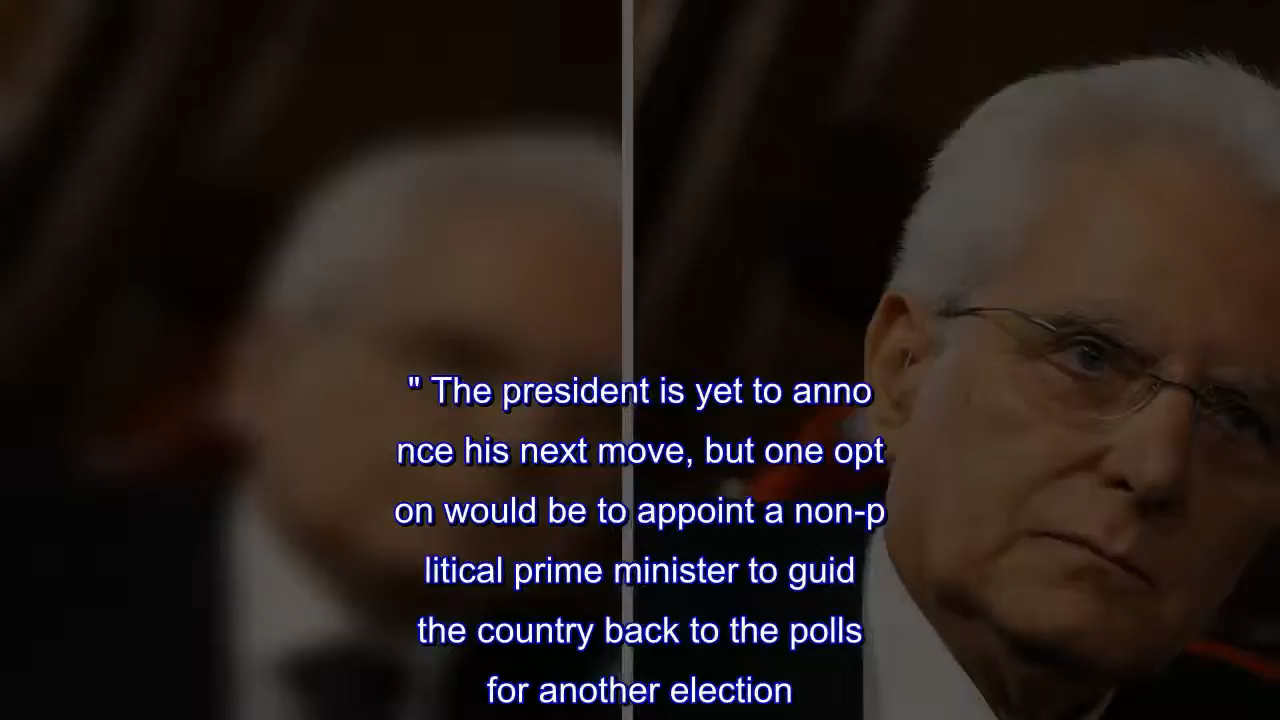 " The president is yet to anno
nce his next move, but one opt
on would be to appoint a non-p
litical prime minister to guid
the country back to the polls
for another election